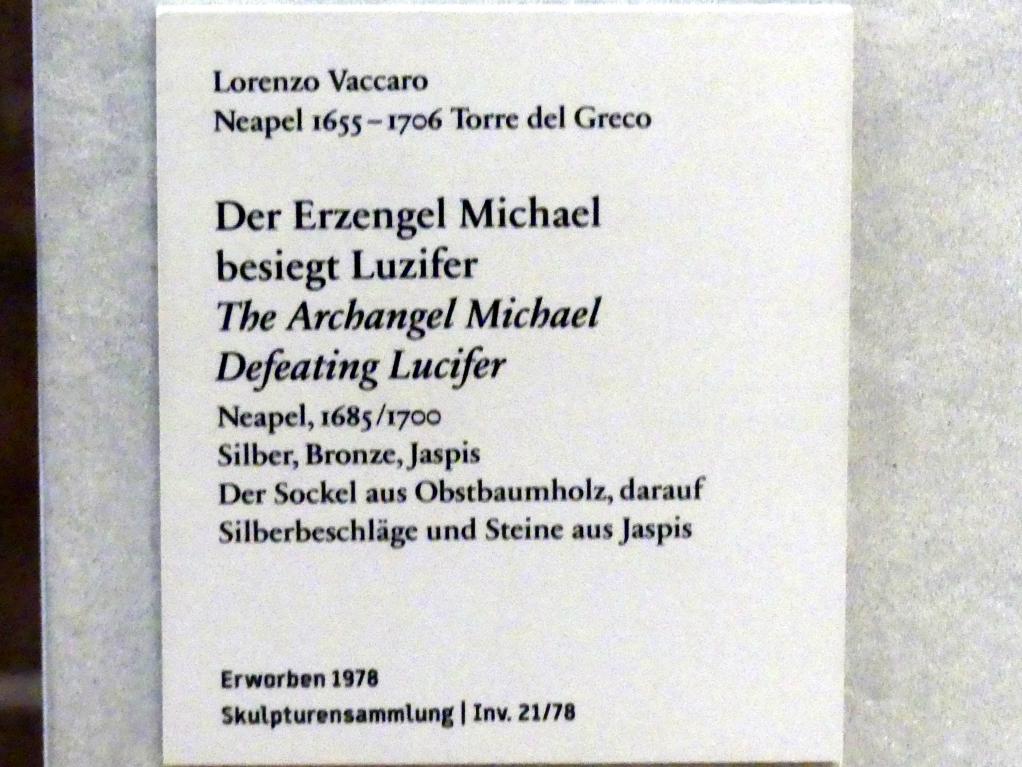 Lorenzo Vaccaro
Neapel 1655–1706 Torre del Greco
Der Erzengel Michael
besiegt Luzifer
The Archangel Michael
Defeating Lucifer
Neapel, 1685/1700
Silber, Bronze, Jaspis
Der Sockel aus Obstbaumholz, darauf
Silberbeschläge und Steine aus Jaspis
Erworben 1978
Skulpturensammlung | Inv. 21/78